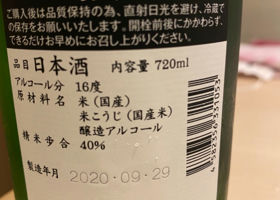 ご購入後は品質保持の為、直射日光を避け、冷蔵で
の保存をお願いいたします。開栓前後にかかわらず、
できるだけお早めにお召し上がりください。
品目 日本酒 内容量 720ml
アルコール分 16度
原材料名 米（国産）
米こうじ（国産米）
醸造アルコール
精米歩合 40%
製造年月 2020-09-29
4582356351053